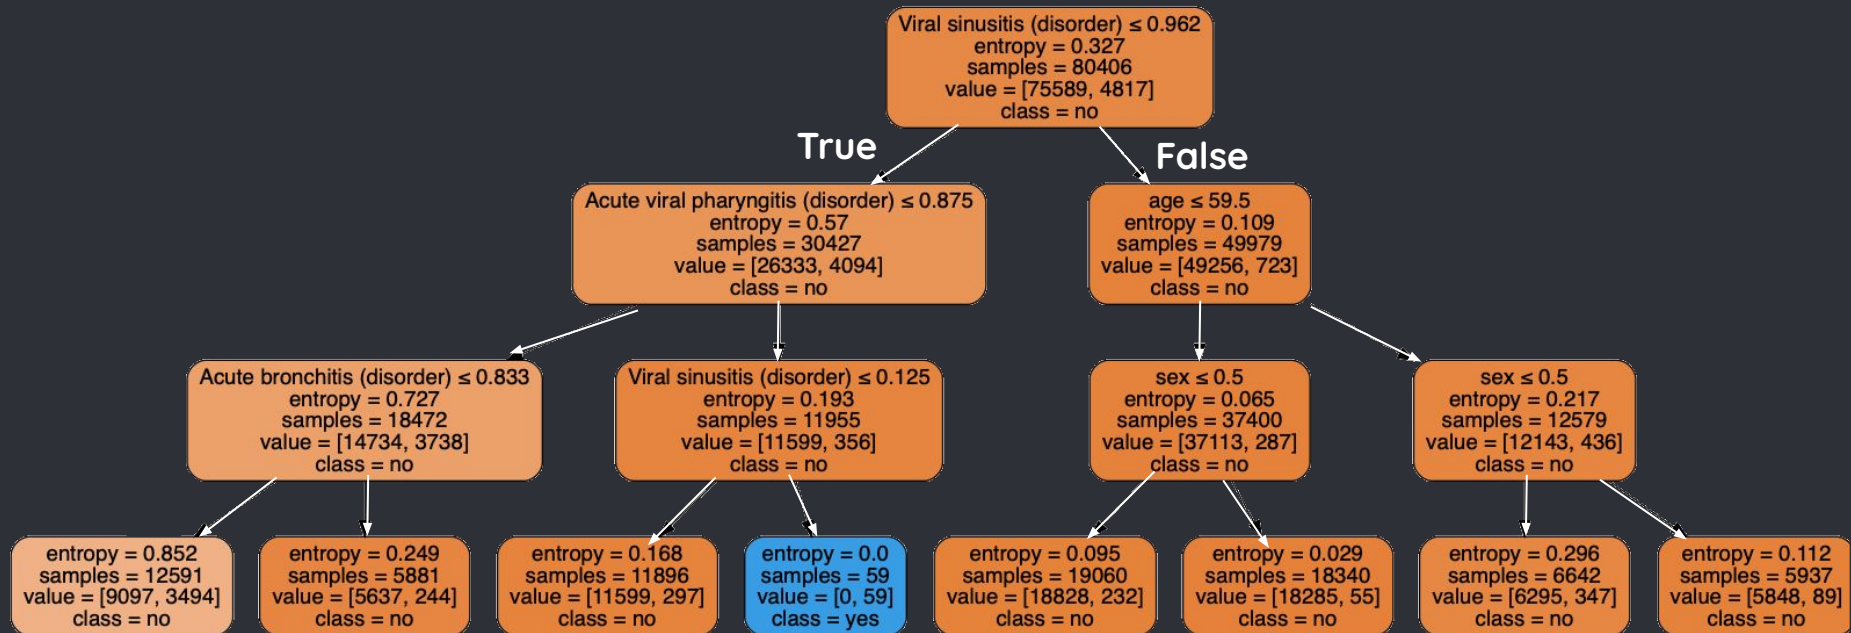 Viral sinusitis (disorder) ≤ 0.962
entropy = 0.327
samples = 80406
value = [75589, 4817]
class = no
True
False
Acute viral pharyngitis (disorder) ≤ 0.875
entropy = 0.57
samples = 30427
value = [26333, 4094]
class = no
age ≤ 59.5
entropy = 0.109
samples = 49979
value = [49256, 723]
class = no
Acute bronchitis (disorder) ≤ 0.833
entropy = 0.727
samples = 18472
value = [14734, 3738]
class = no
Viral sinusitis (disorder) ≤ 0.125
entropy = 0.193
samples = 11955
value = [11599, 356]
class = no
sex ≤ 0.5
entropy = 0.065
samples = 37400
value = [37113, 287]
class = no
sex ≤ 0.5
entropy = 0.217
samples = 12579
value = [12143, 436]
class = no
entropy = 0.852
samples = 12591
value = [9097, 3494]
class = no
entropy = 0.249
samples = 5881
value = [5637, 244]
class = no
entropy = 0.168
samples = 11896
value = [11599, 297]
class = no
entropy = 0.0
samples = 59
value = [0, 59]
class = yes
entropy = 0.095
samples = 19060
value = [18828, 232]
class = no
entropy = 0.029
samples = 18340
value = [18285, 55]
class = no
entropy = 0.296
samples = 6642
value = [6295, 347]
class = no
entropy = 0.112
samples = 5937
value = [5848, 89]
class = no